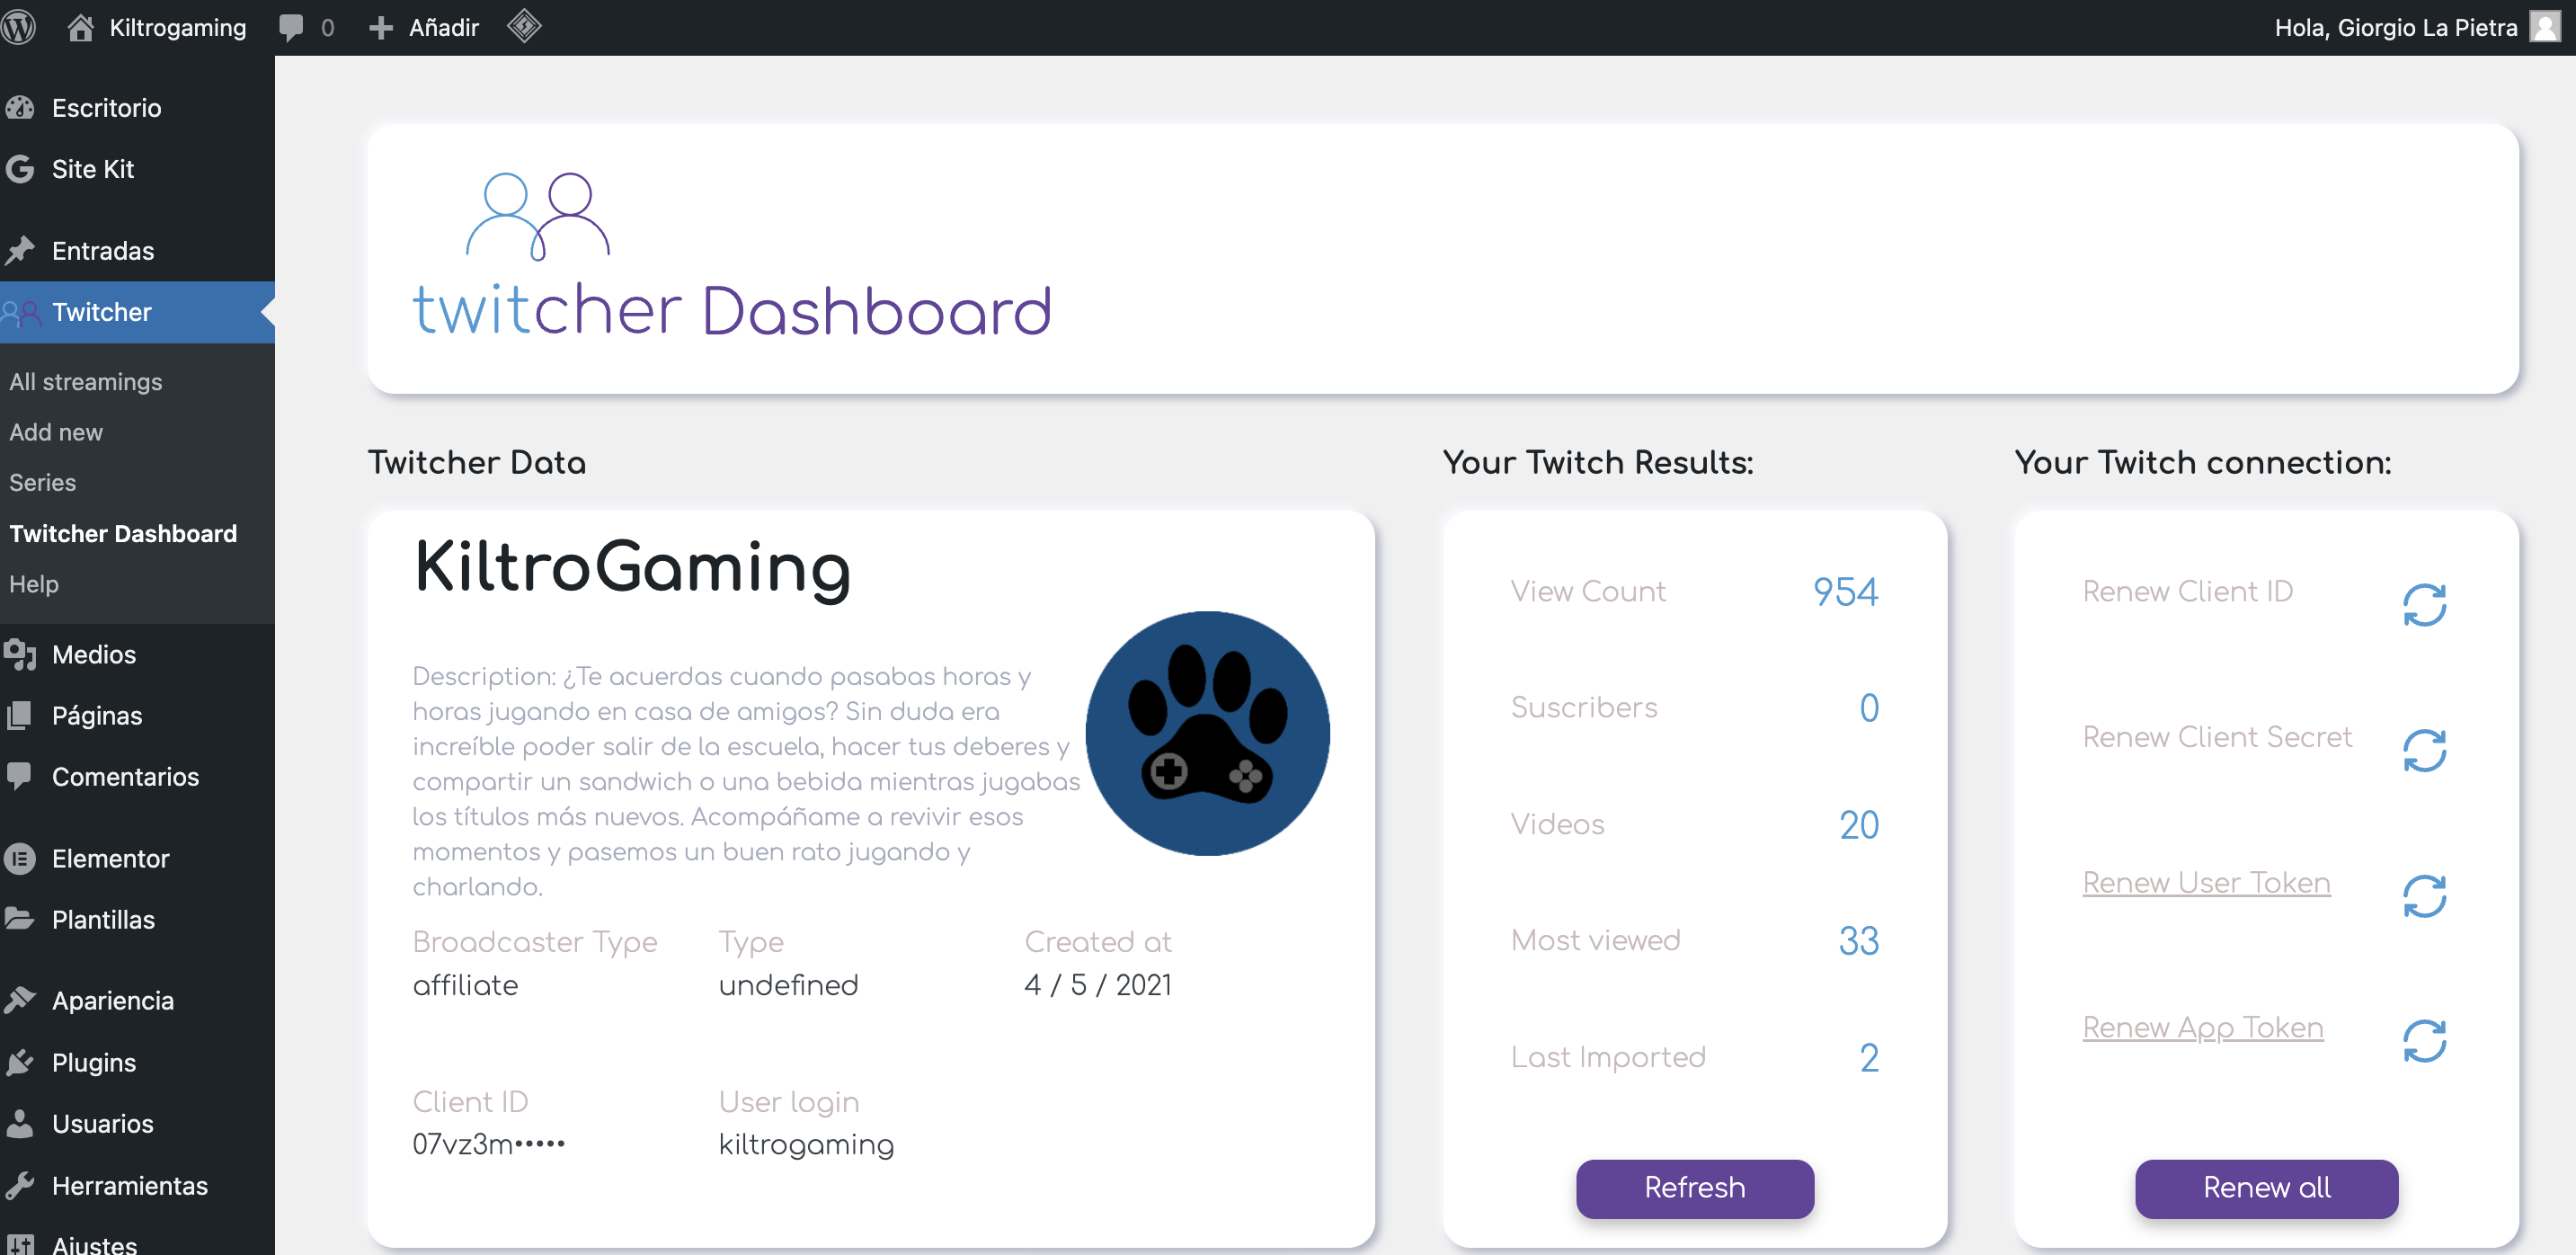 Kiltrogaming 0 Añadir Hola, Giorgio La Pietra
Escritorio
Site Kit
Entradas
Twitcher
All streamings
Add new
Series
Twitcher Dashboard
Help
Medios
Páginas
Comentarios
Elementor
Plantillas
Apariencia
Plugins
Usuarios
Herramientas
Ajustes
twitcher Dashboard
Twitcher Data
KiltroGaming
Description: ¿Te acuerdas cuando pasabas horas y
horas jugando en casa de amigos? Sin duda era
increíble poder salir de la escuela, hacer tus deberes y
compartir un sandwich o una bebida mientras jugabas
los títulos más nuevos. Acompáñame a revivir esos
momentos y pasemos un buen rato jugando y
charlando.
Broadcaster Type Type Created at
affiliate undefined 4 / 5 / 2021
Client ID User login
07vz3m••••• kiltrogaming
Your Twitch Results:
View Count 954
Suscribers 0
Videos 20
Most viewed 33
Last Imported 2
Refresh
Your Twitch connection:
Renew Client ID
Renew Client Secret
Renew User Token
Renew App Token
Renew all